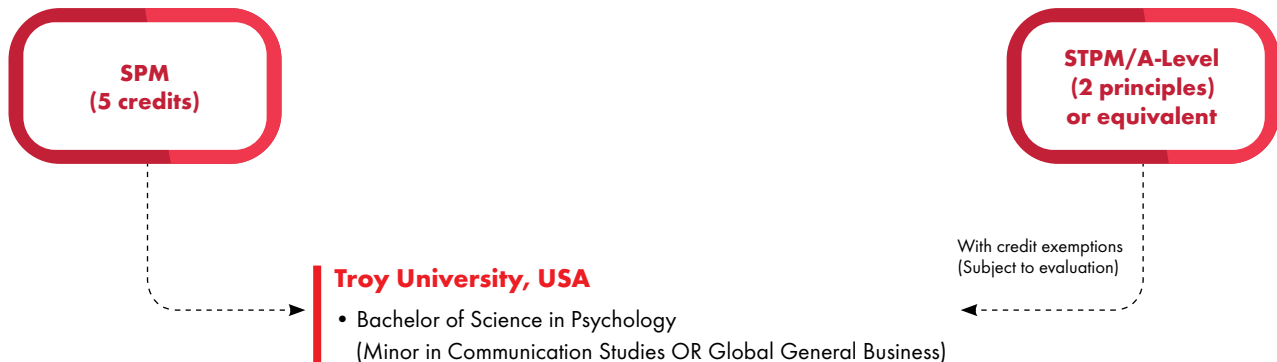 SPM
(5 credits)
STPM/A-Level
(2 principles)
or equivalent
With credit exemptions
(Subject to evaluation)
Troy University, USA
• Bachelor of Science in Psychology
(Minor in Communication Studies OR Global General Business)